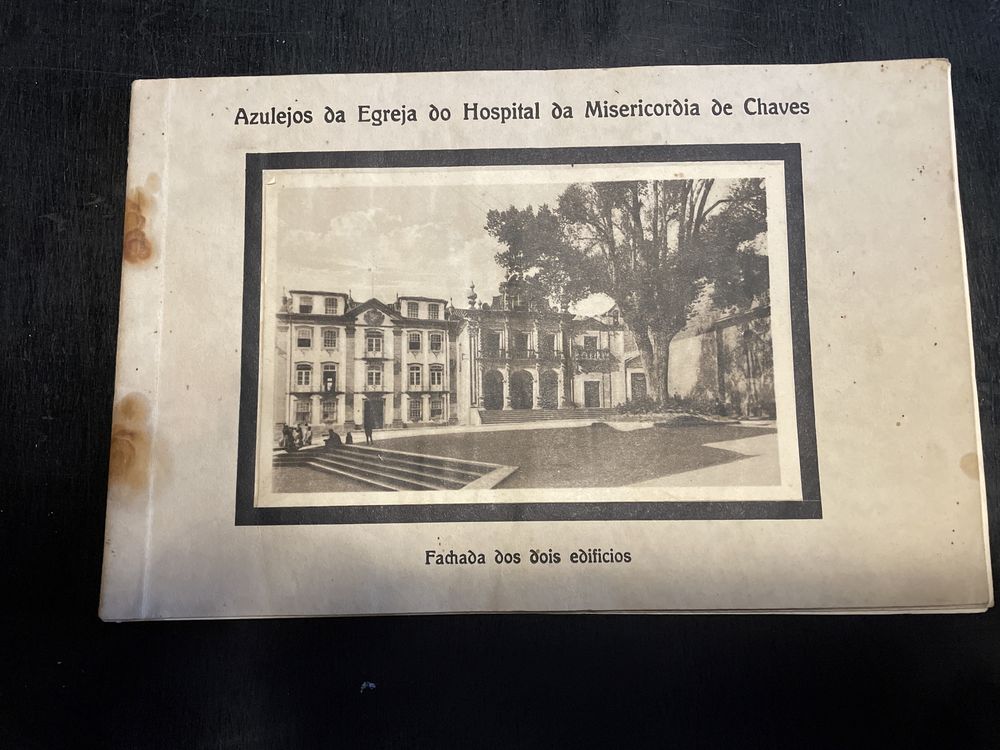 Azulejos da Egreja do Hospital da Misericordia de Chaves
Fachada dos dois edificios